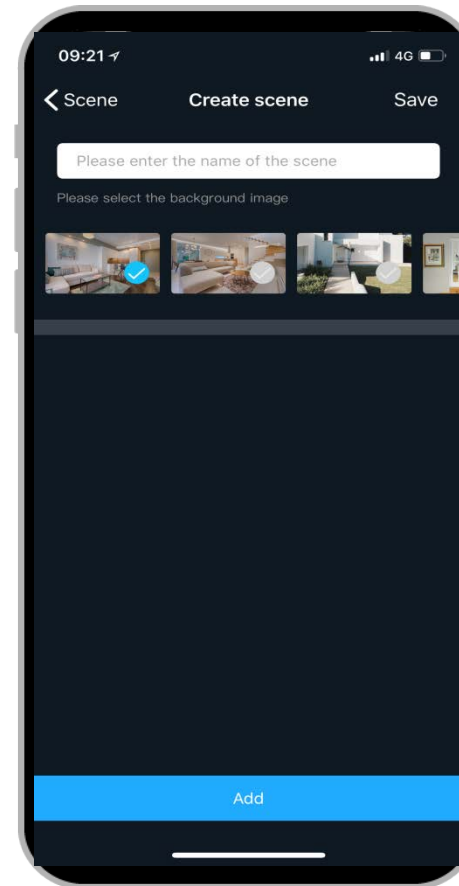 09:21 4G
Scene Create scene Save
Please enter the name of the scene
Please select the background image
Add